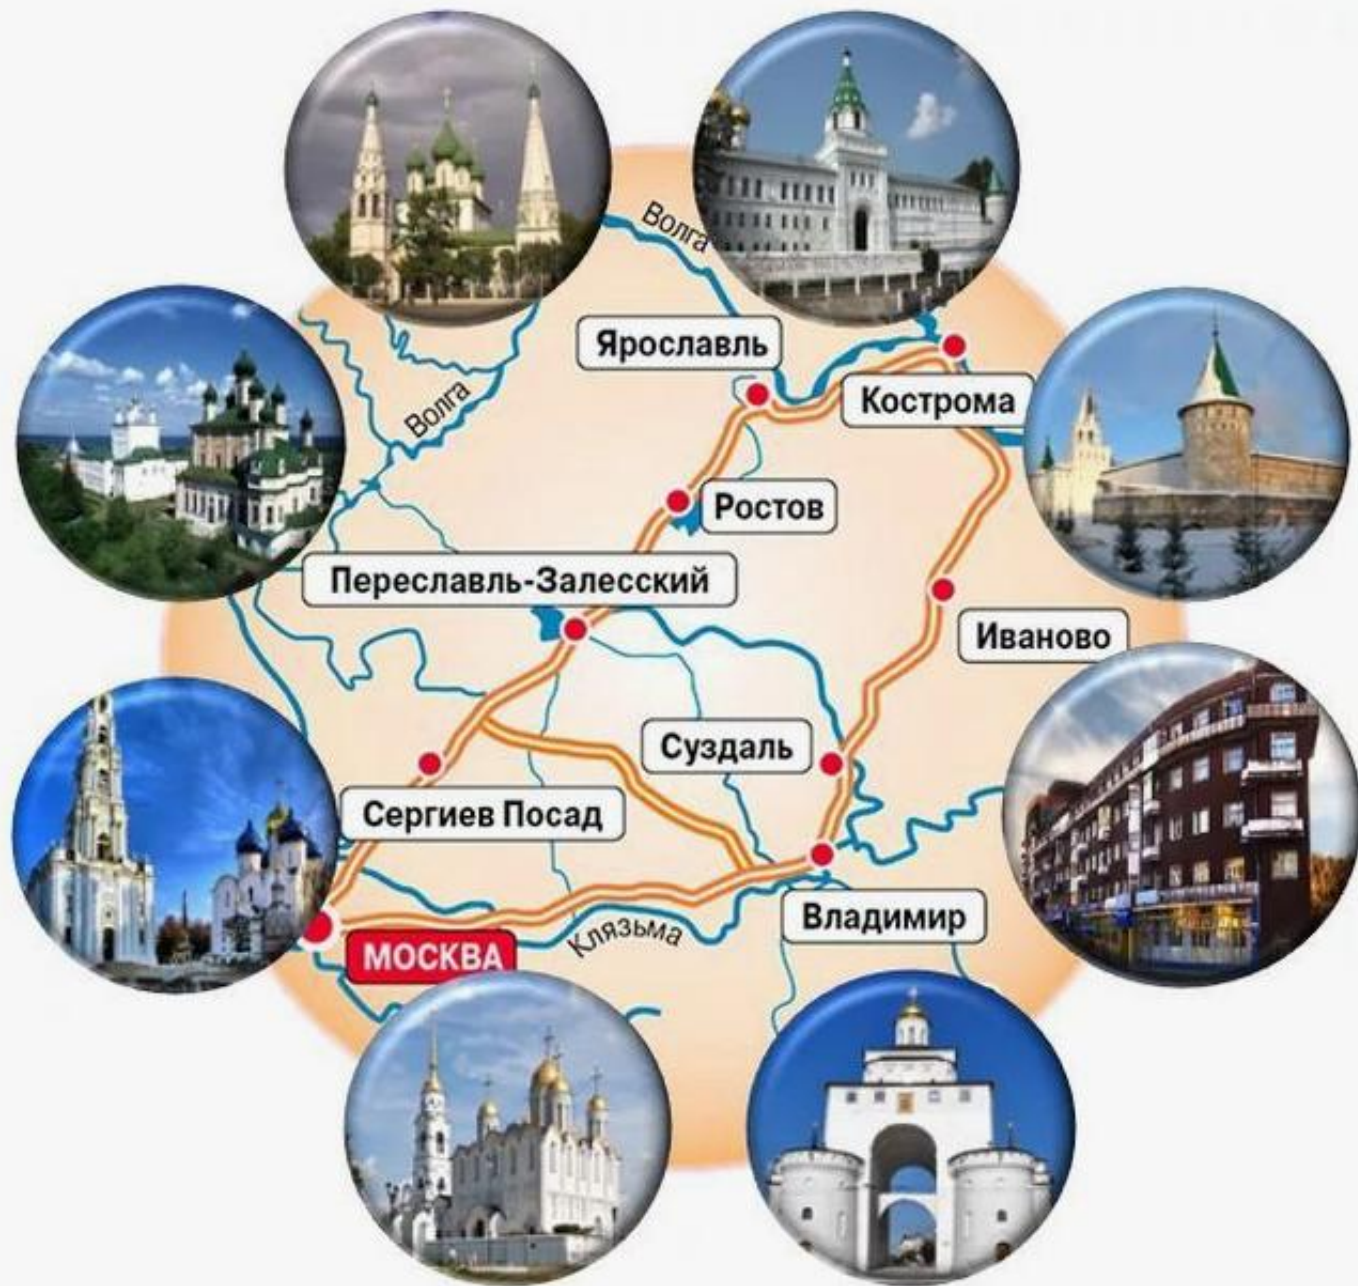 Волга
Ярославль
Кострома
Волга
Ростов
Переславль-Залесский
Иваново
Суздаль
Сергиев Посад
Владимир
Клязьма
МОСКВА